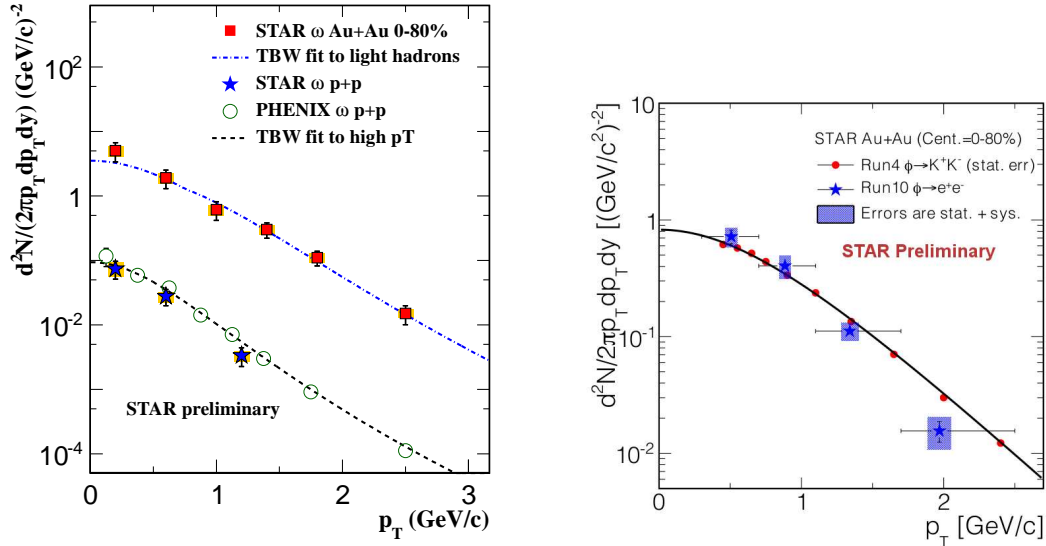 STAR ω Au+Au 0-80%
TBW fit to light hadrons
STAR ω p+p
PHENIX ω p+p
TBW fit to high pT
STAR preliminary
d²N/(2πp_T dp_T dy) (GeV/c)⁻²
10²
1
10⁻²
10⁻⁴
0 1 2 3
p_T (GeV/c)
STAR Au+Au (Cent.=0-80%)
Run4 ϕ→K⁺K⁻ (stat. err)
Run10 ϕ→e⁺e⁻
Errors are stat. + sys.
STAR Preliminary
d²N/2πp_T dp_T dy [(GeV/c²)⁻²]
10
1
10⁻¹
10⁻²
0 1 2
p_T [GeV/c]